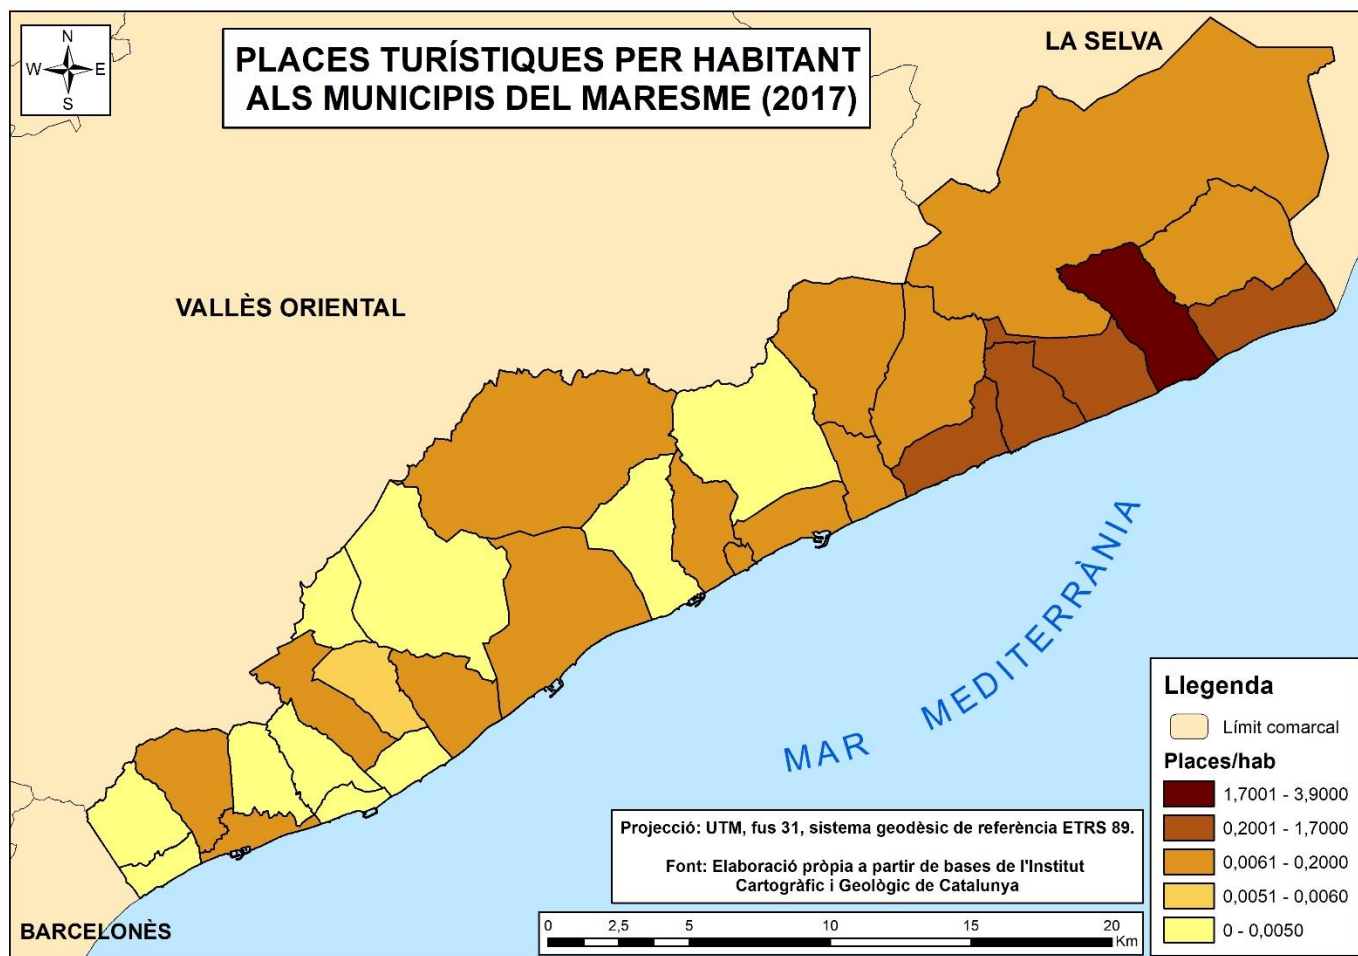 N
W E
S
PLACES TURÍSTIQUES PER HABITANT
ALS MUNICIPIS DEL MARESME (2017)
LA SELVA
VALLÈS ORIENTAL
MAR MEDITERRÀNIA
BARCELONÈS
Llegenda
Límit comarcal
Places/hab
1,7001 - 3,9000
0,2001 - 1,7000
0,0061 - 0,2000
0,0051 - 0,0060
0 - 0,0050
Projecció: UTM, fus 31, sistema geodèsic de referència ETRS 89.
Font: Elaboració pròpia a partir de bases de l'Institut
Cartogràfic i Geològic de Catalunya
0 2,5 5 10 15 20
Km